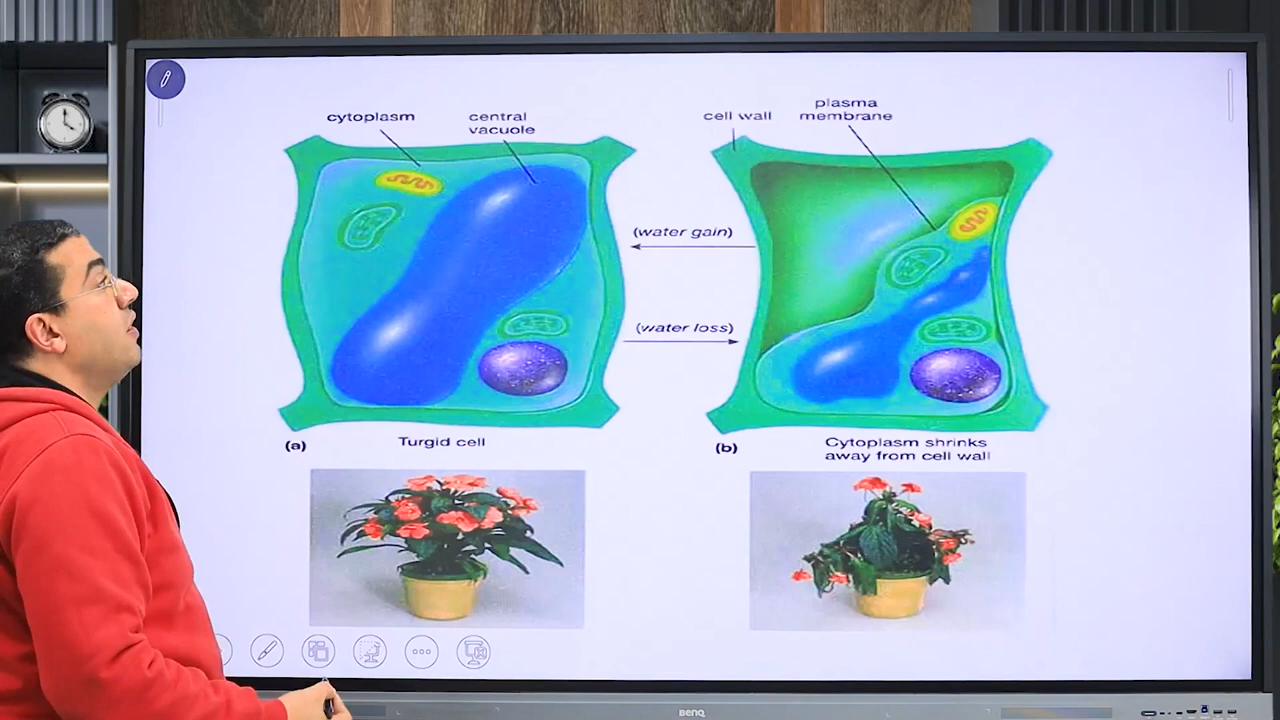 cytoplasm
central
vacuole
cell wall
plasma
membrane
(water gain)
(water loss)
(a)
Turgid cell
(b)
Cytoplasm shrinks
away from cell wall
BenQ